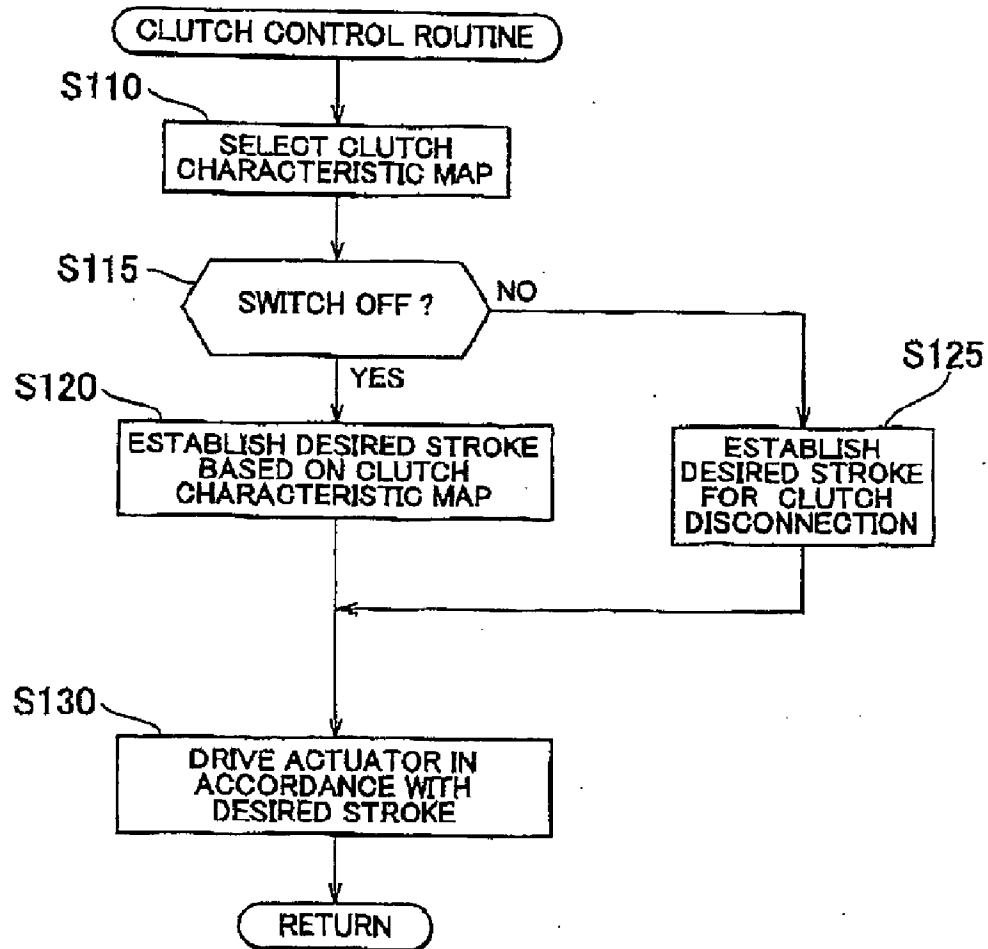 CLUTCH CONTROL ROUTINE
S110
SELECT CLUTCH
CHARACTERISTIC MAP
S115
SWITCH OFF ?
NO
YES
S120
ESTABLISH DESIRED STROKE
BASED ON CLUTCH
CHARACTERISTIC MAP
S125
ESTABLISH
DESIRED STROKE
FOR CLUTCH
DISCONNECTION
S130
DRIVE ACTUATOR IN
ACCORDANCE WITH
DESIRED STROKE
RETURN